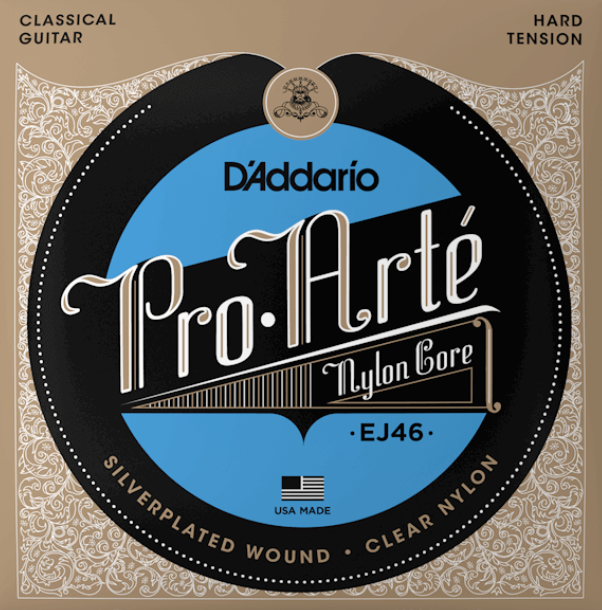 CLASSICAL
GUITAR
HARD
TENSION
D'Addario
Pro·Arté
Nylon Core
·EJ46·
USA MADE
SILVERPLATED WOUND · CLEAR NYLON